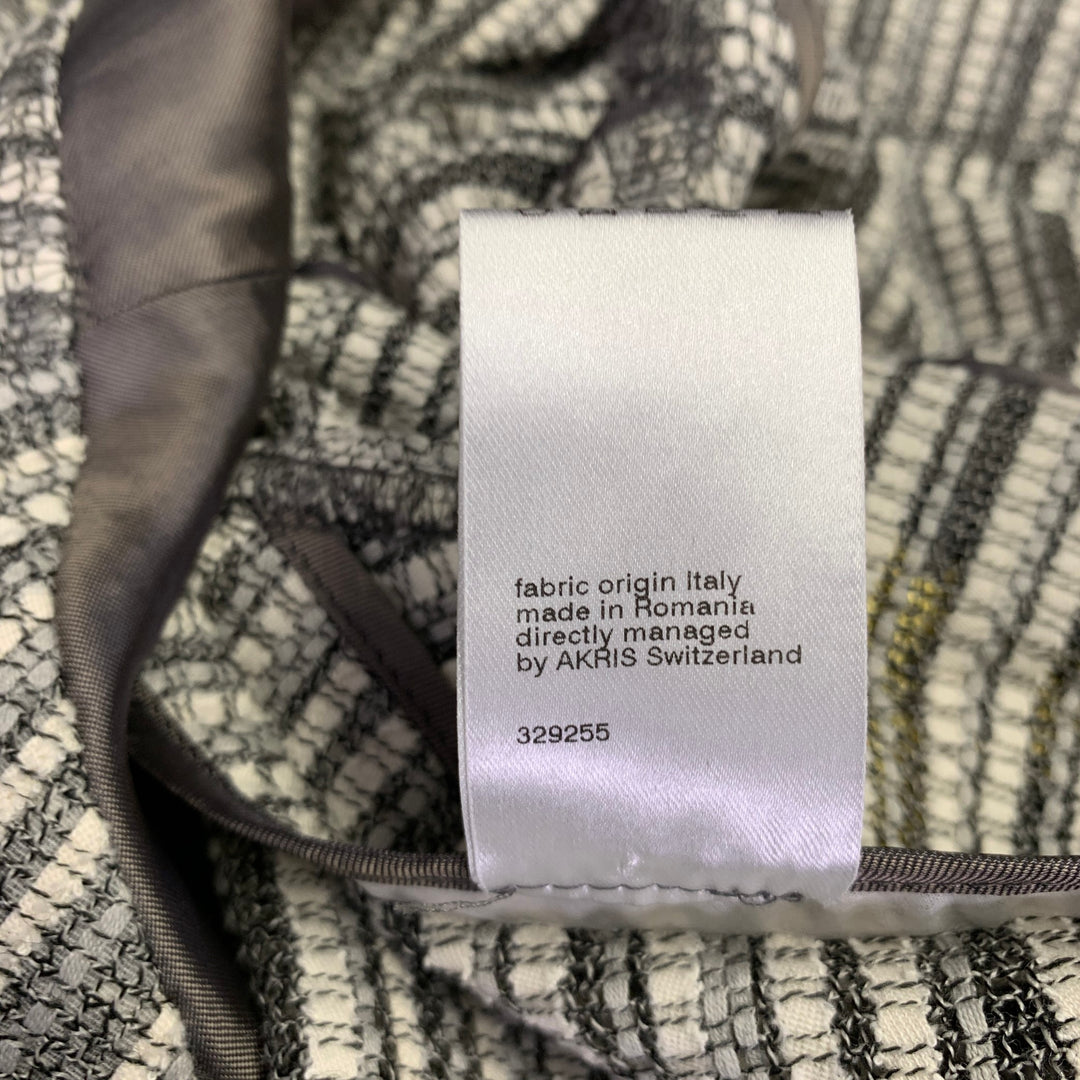 fabric origin Italy
made in Romania
directly managed
by AKRIS Switzerland
329255